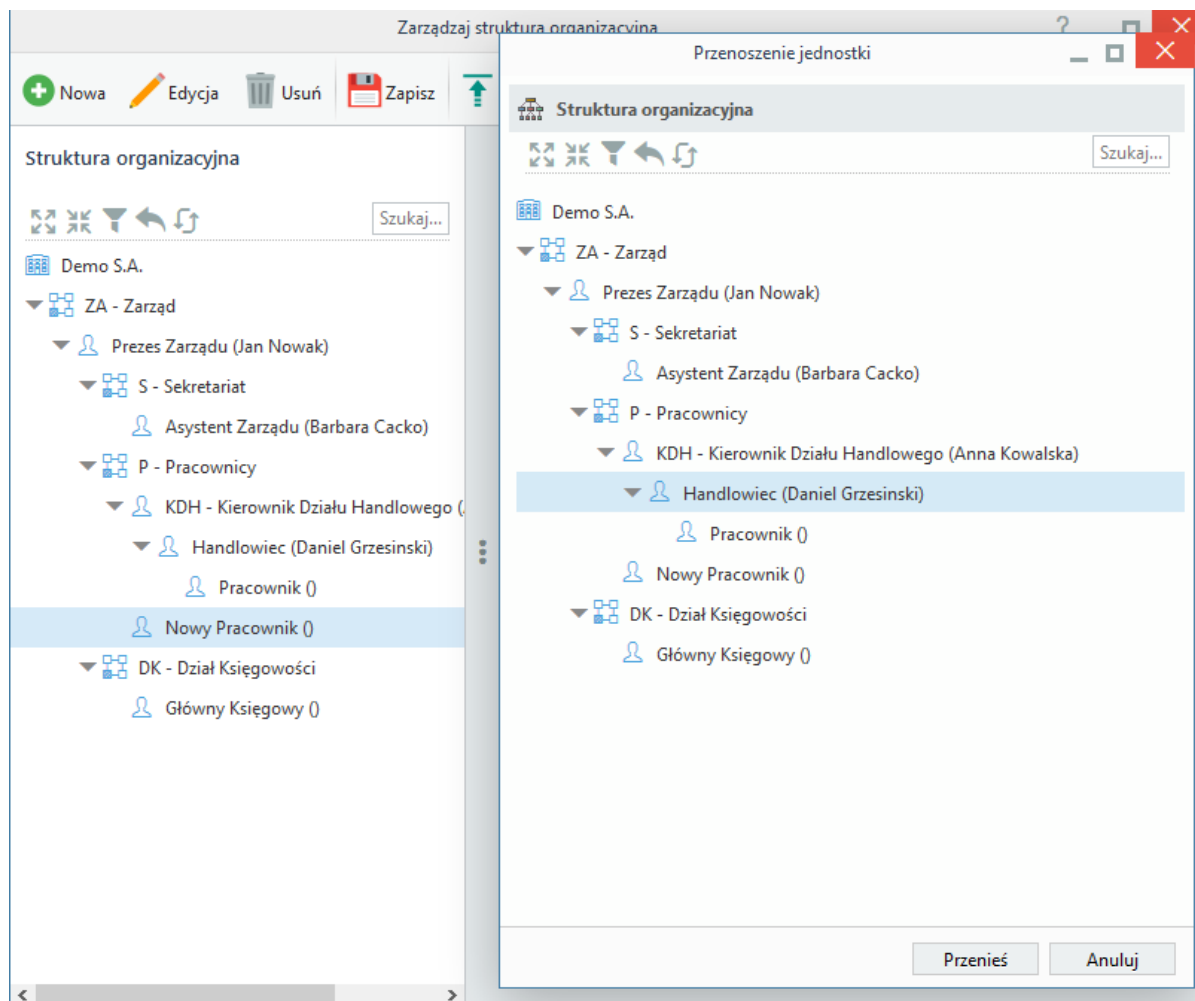 Zarządzaj struktura organizacyjna
?
Nowa Edycja Usuń Zapisz
Struktura organizacyjna
Szukaj...
Demo S.A.
ZA - Zarząd
Prezes Zarządu (Jan Nowak)
S - Sekretariat
Asystent Zarządu (Barbara Cacko)
P - Pracownicy
KDH - Kierownik Działu Handlowego (
Handlowiec (Daniel Grzesinski)
Pracownik ()
Nowy Pracownik ()
DK - Dział Księgowości
Główny Księgowy ()
Przenoszenie jednostki
Struktura organizacyjna
Szukaj...
Demo S.A.
ZA - Zarząd
Prezes Zarządu (Jan Nowak)
S - Sekretariat
Asystent Zarządu (Barbara Cacko)
P - Pracownicy
KDH - Kierownik Działu Handlowego (Anna Kowalska)
Handlowiec (Daniel Grzesinski)
Pracownik ()
Nowy Pracownik ()
DK - Dział Księgowości
Główny Księgowy ()
Przenieś Anuluj